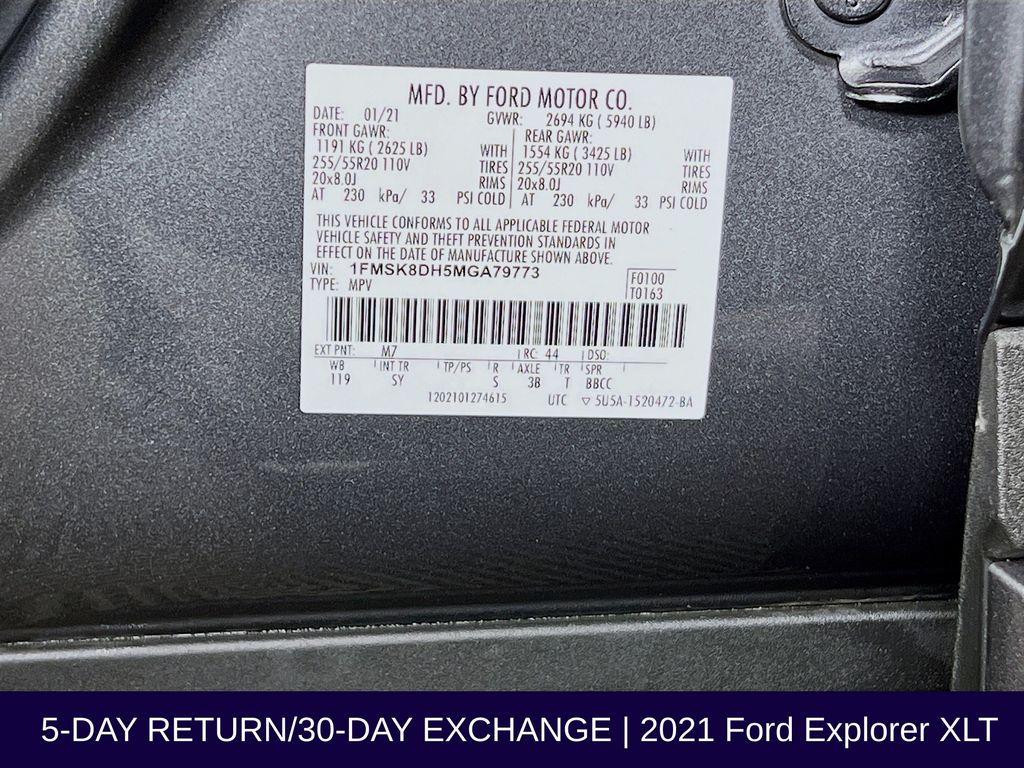 MFD. BY FORD MOTOR CO.
DATE: 01/21 GVWR: 2694 KG ( 5940 LB)
FRONT GAWR: REAR GAWR:
1191 KG ( 2625 LB) WITH 1554 KG ( 3425 LB) WITH
255/55R20 110V TIRES 255/55R20 110V TIRES
20x8.0J RIMS 20x8.0J RIMS
AT 230 kPa/ 33 PSI COLD AT 230 kPa/ 33 PSI COLD
THIS VEHICLE CONFORMS TO ALL APPLICABLE FEDERAL MOTOR
VEHICLE SAFETY AND THEFT PREVENTION STANDARDS IN
EFFECT ON THE DATE OF MANUFACTURE SHOWN ABOVE.
VIN: 1FMSK8DH5MGA79773 F0100
TYPE: MPV T0163
EXT PNT: M7 RC: 44 DSO:
WB INT TR TP/PS R AXLE TR SPR
119 SY S 3B T BBCC
1202101274615 UTC ▽ 5U5A-1520472-BA
5-DAY RETURN/30-DAY EXCHANGE | 2021 Ford Explorer XLT